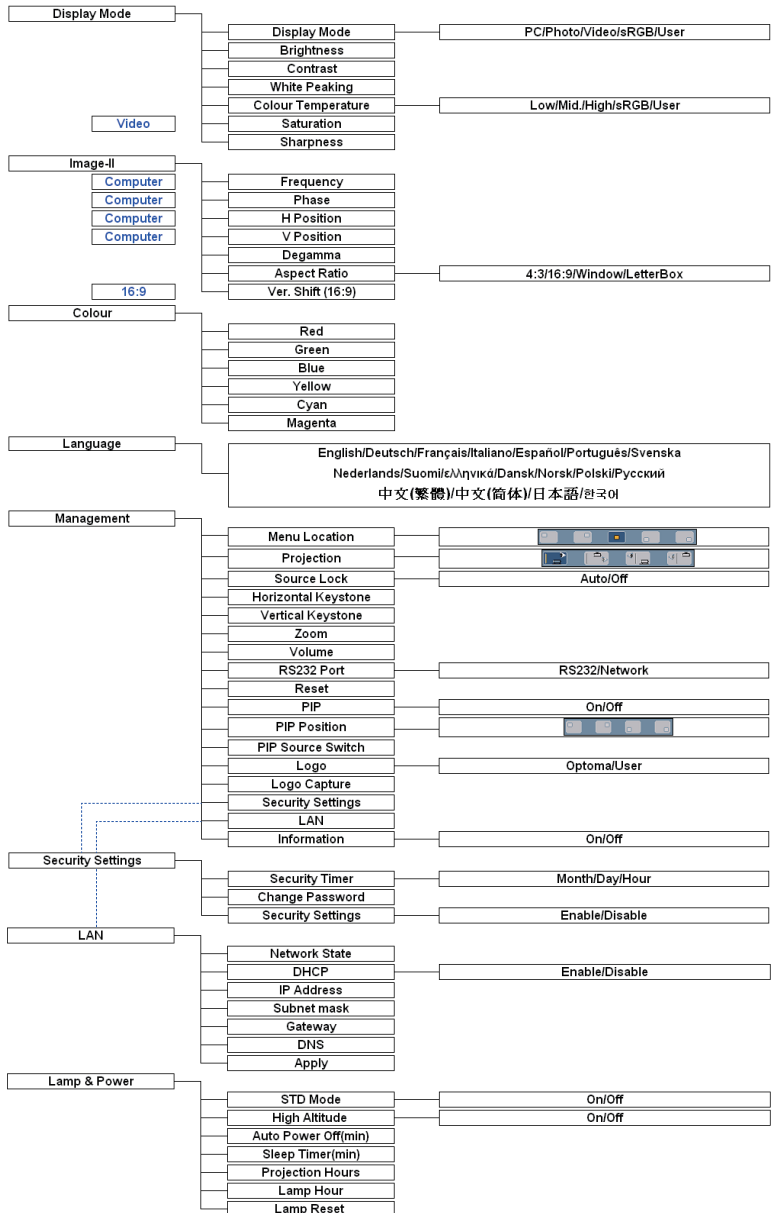 Display Mode
Display Mode PC/Photo/Video/sRGB/User
Brightness
Contrast
White Peaking
Colour Temperature Low/Mid./High/sRGB/User
Video Saturation
Sharpness
Image-II
Computer Frequency
Computer Phase
Computer H Position
Computer V Position
Degamma
Aspect Ratio 4:3/16:9/Window/LetterBox
16:9 Ver. Shift (16:9)
Colour
Red
Green
Blue
Yellow
Cyan
Magenta
Language
English/Deutsch/Français/Italiano/Español/Português/Svenska
Nederlands/Suomi/ελληνικά/Dansk/Norsk/Polski/Русский
中文(繁體)/中文(简体)/日本語/한국어
Management
Menu Location
Projection
Source Lock Auto/Off
Horizontal Keystone
Vertical Keystone
Zoom
Volume
RS232 Port RS232/Network
Reset
PIP On/Off
PIP Position
PIP Source Switch
Logo Optoma/User
Logo Capture
Security Settings
LAN
Information On/Off
Security Settings
Security Timer Month/Day/Hour
Change Password
Security Settings Enable/Disable
LAN
Network State
DHCP Enable/Disable
IP Address
Subnet mask
Gateway
DNS
Apply
Lamp & Power
STD Mode On/Off
High Altitude On/Off
Auto Power Off(min)
Sleep Timer(min)
Projection Hours
Lamp Hour
Lamp Reset